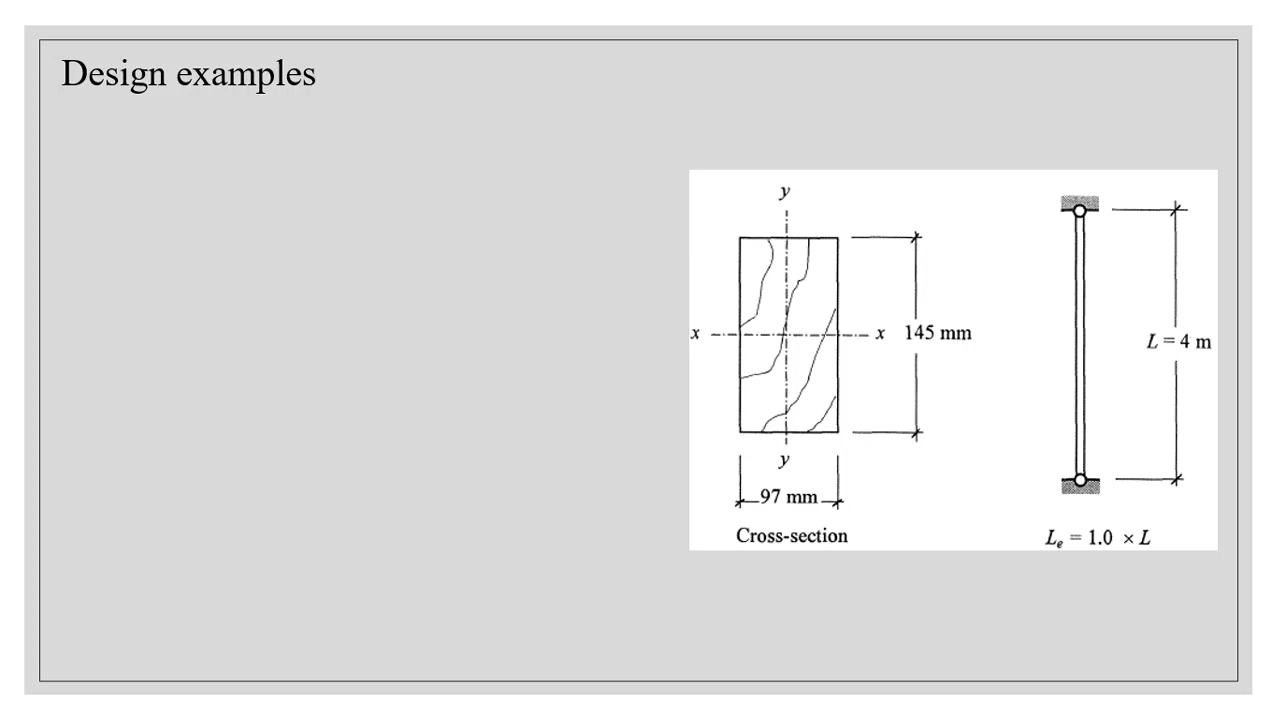 Design examples
y
x
x
145 mm
y
97 mm
Cross-section
L = 4 m
Lₑ = 1.0 × L